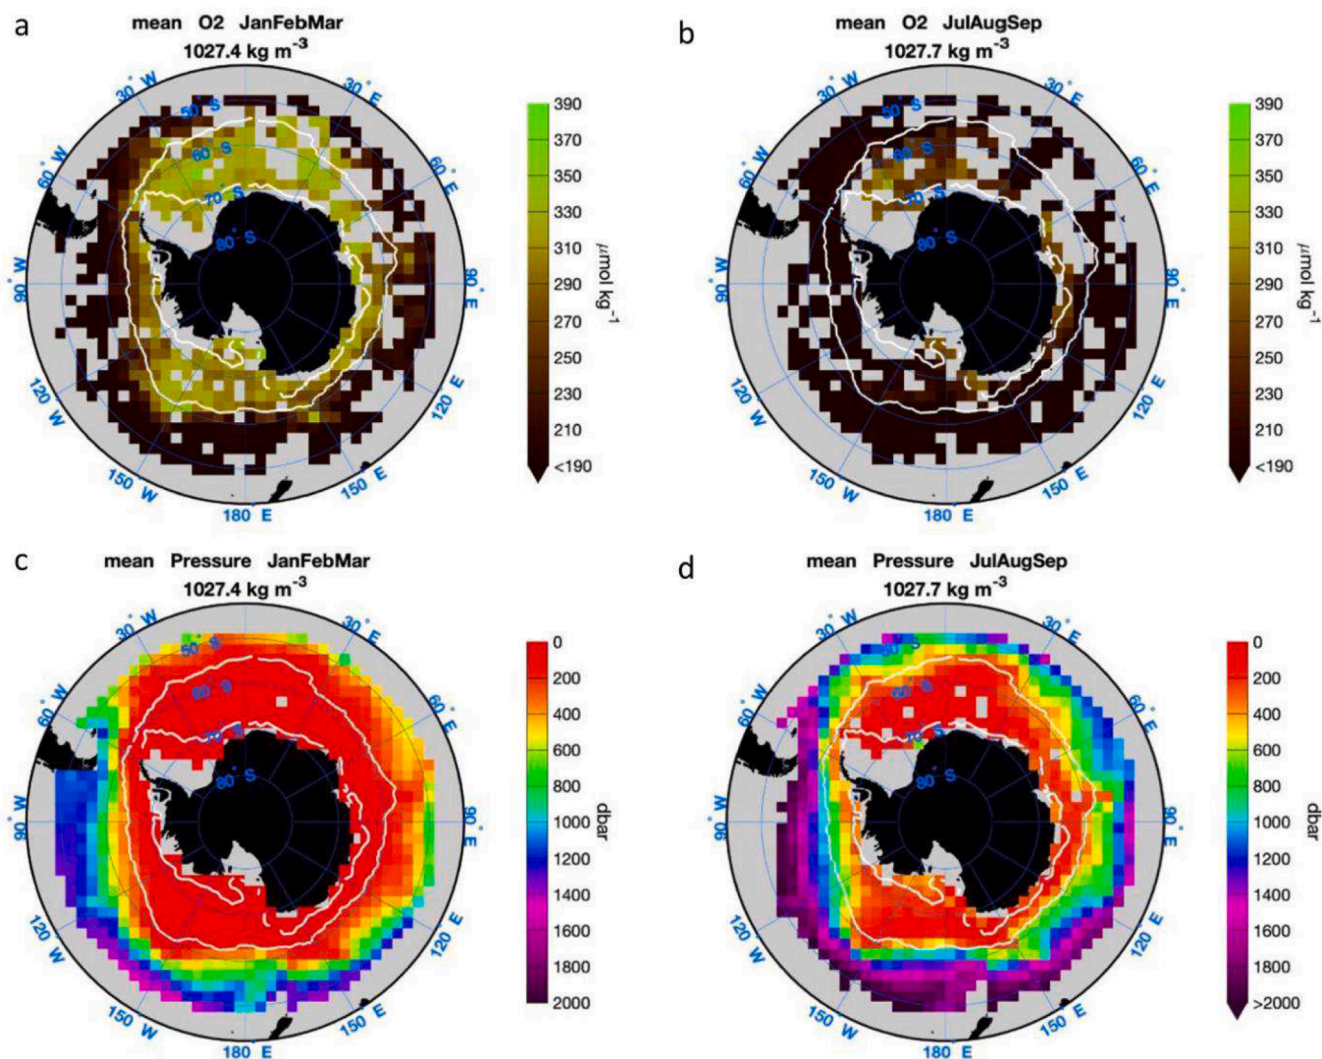 a
mean O2 JanFebMar
1027.4 kg m-3
30° W
50° S
30° E
60° W
60° S
60° E
70° S
80° S
90° W
90° E
120° W
120° E
150° W
150° E
180 E
390
370
350
330
310
290
270
250
230
210
<190
μmol kg-1
b
mean O2 JulAugSep
1027.7 kg m-3
30° W
50° S
30° E
60° W
60° S
60° E
70° S
80° S
90° W
90° E
120° W
120° E
150° W
150° E
180 E
390
370
350
330
310
290
270
250
230
210
<190
μmol kg-1
c
mean Pressure JanFebMar
1027.4 kg m-3
30° W
50° S
30° E
60° W
60° S
60° E
70° S
80° S
90° W
90° E
120° W
120° E
150° W
150° E
180 E
0
200
400
600
800
1000
1200
1400
1600
1800
2000
dbar
d
mean Pressure JulAugSep
1027.7 kg m-3
30° W
50° S
30° E
60° W
60° S
60° E
70° S
80° S
90° W
90° E
120° W
120° E
150° W
150° E
180 E
0
200
400
600
800
1000
1200
1400
1600
1800
>2000
dbar